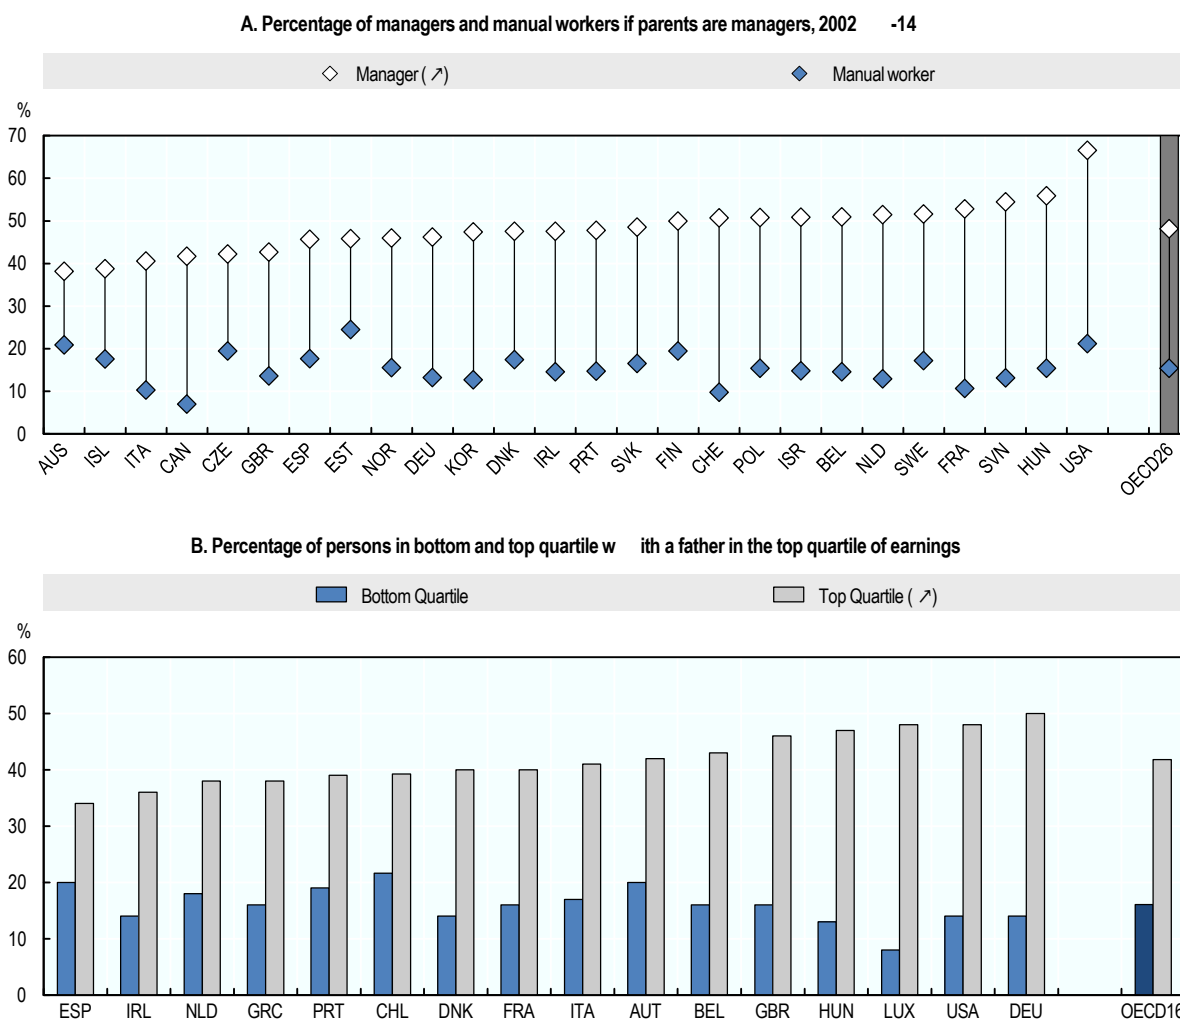 A. Percentage of managers and manual workers if parents are managers, 2002 -14
Manager (↗) Manual worker
%
70
60
50
40
30
20
10
0
AUS ISL ITA CAN CZE GBR ESP EST NOR DEU KOR DNK IRL PRT SVK FIN CHE POL ISR BEL NLD SWE FRA SVN HUN USA OECD26
B. Percentage of persons in bottom and top quartile w ith a father in the top quartile of earnings
Bottom Quartile Top Quartile (↗)
%
60
50
40
30
20
10
0
ESP IRL NLD GRC PRT CHL DNK FRA ITA AUT BEL GBR HUN LUX USA DEU OECD16